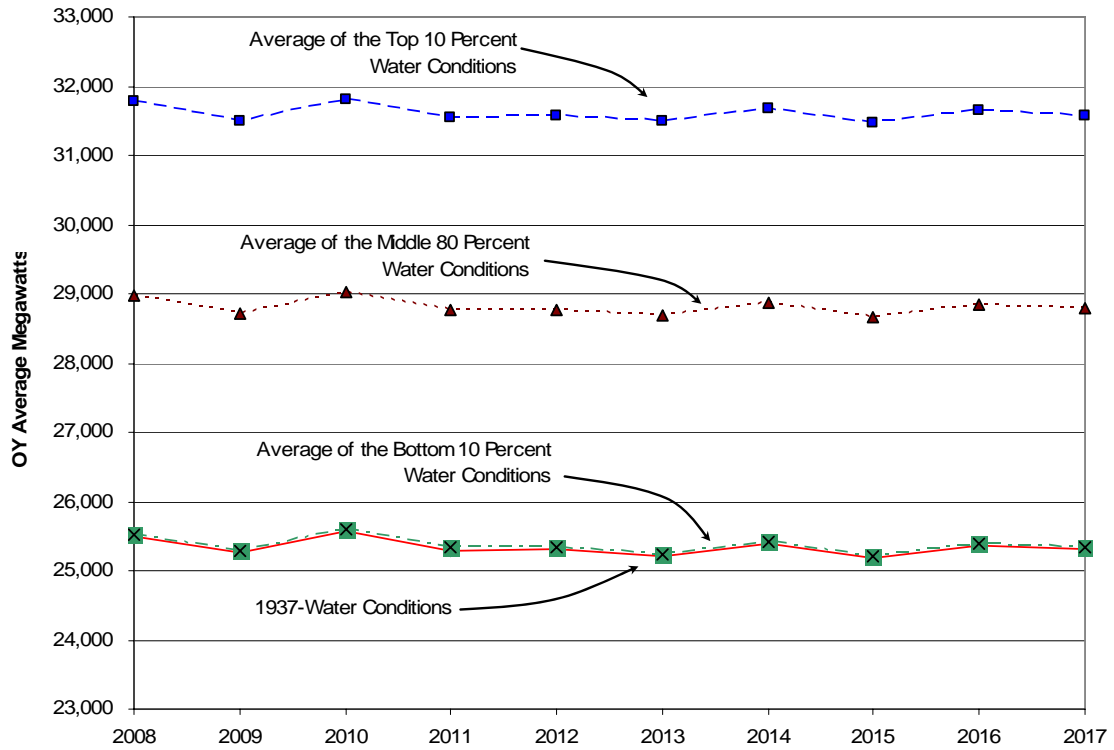 33,000
32,000
31,000
30,000
29,000
28,000
27,000
26,000
25,000
24,000
23,000
OY Average Megawatts
Average of the Top 10 Percent
Water Conditions
Average of the Middle 80 Percent
Water Conditions
Average of the Bottom 10 Percent
Water Conditions
1937-Water Conditions
2008 2009 2010 2011 2012 2013 2014 2015 2016 2017